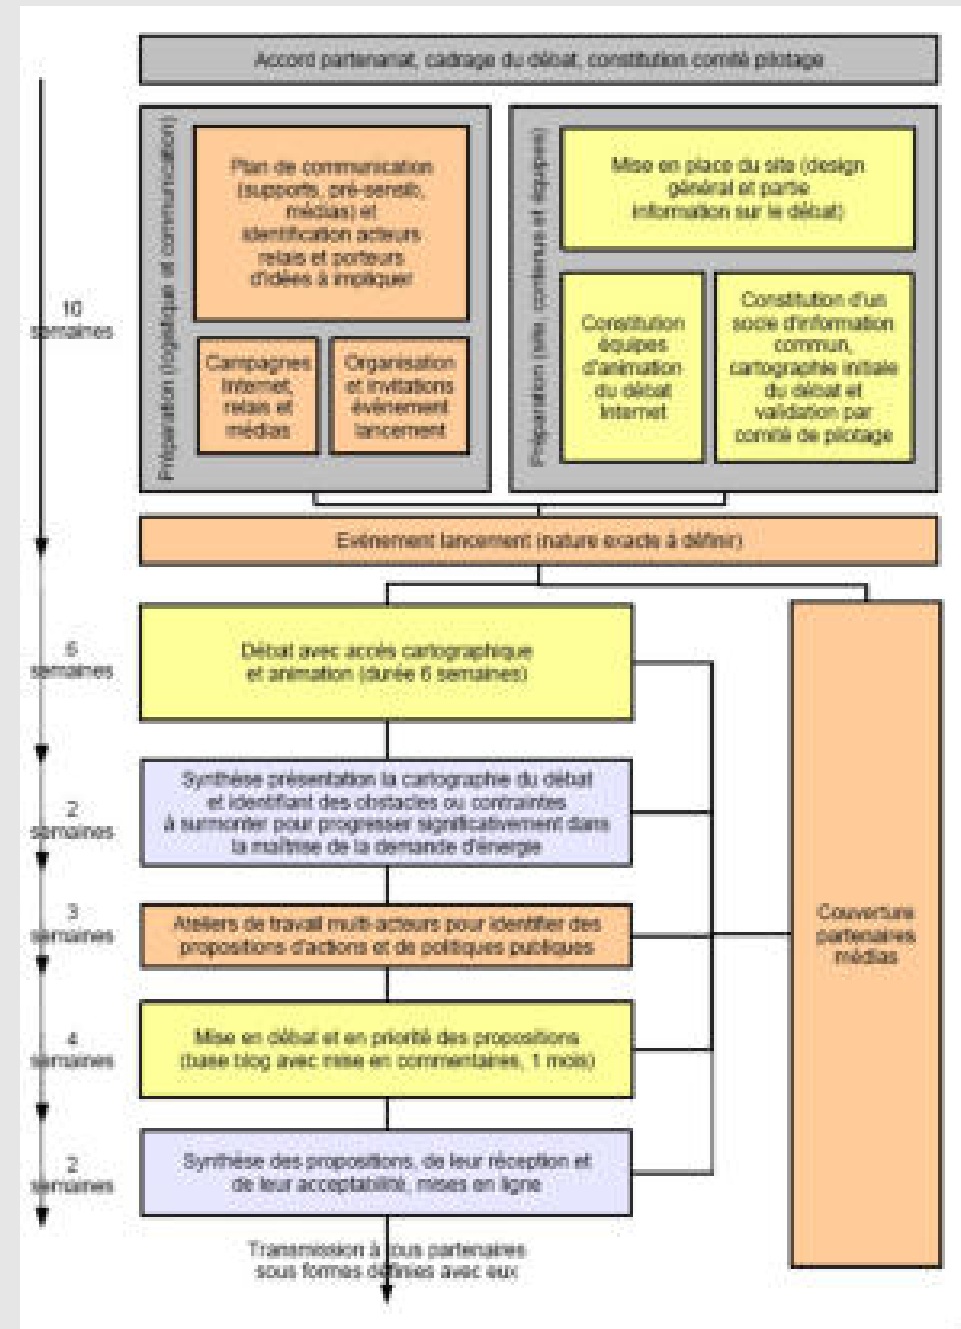 Accord partenariat, cadrage du débat, constitution comité pilotage
Préparation (logistique et communication)
Plan de communication
(supports, pré-sensib,
médias) et
identification acteurs
relais et porteurs
d'idées à impliquer
Campagnes
Internet,
relais et
médias
Organisation
et invitations
événement
lancement
Préparation (site, contenus et équipes)
Mise en place du site (design
général et partie
information sur le débat)
Constitution
équipes
d'animation
du débat
Internet
Constitution d'un
socle d'information
commun,
cartographie initiale
du débat et
validation par
comité de pilotage
10
semaines
Evénement lancement (nature exacte à définir)
6
semaines
Débat avec accès cartographique
et animation (durée 6 semaines)
2
semaines
Synthèse présentation la cartographie du débat
et identifiant des obstacles ou contraintes
à surmonter pour progresser significativement dans
la maîtrise de la demande d'énergie
3
semaines
Ateliers de travail multi-acteurs pour identifier des
propositions d'actions et de politiques publiques
Couverture
partenaires
médias
4
semaines
Mise en débat et en priorité des propositions
(base blog avec mise en commentaires, 1 mois)
2
semaines
Synthèse des propositions, de leur réception et
de leur acceptabilité, mises en ligne
Transmission à tous partenaires
sous formes définies avec eux